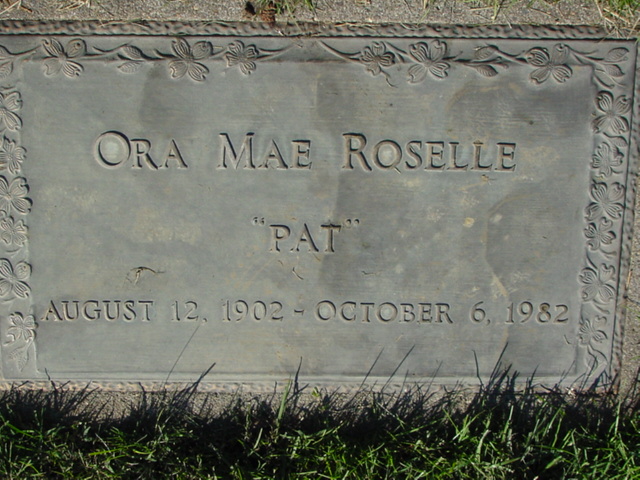 ORA MAE ROSELLE
"PAT"
AUGUST 12, 1902 - OCTOBER 6, 1982